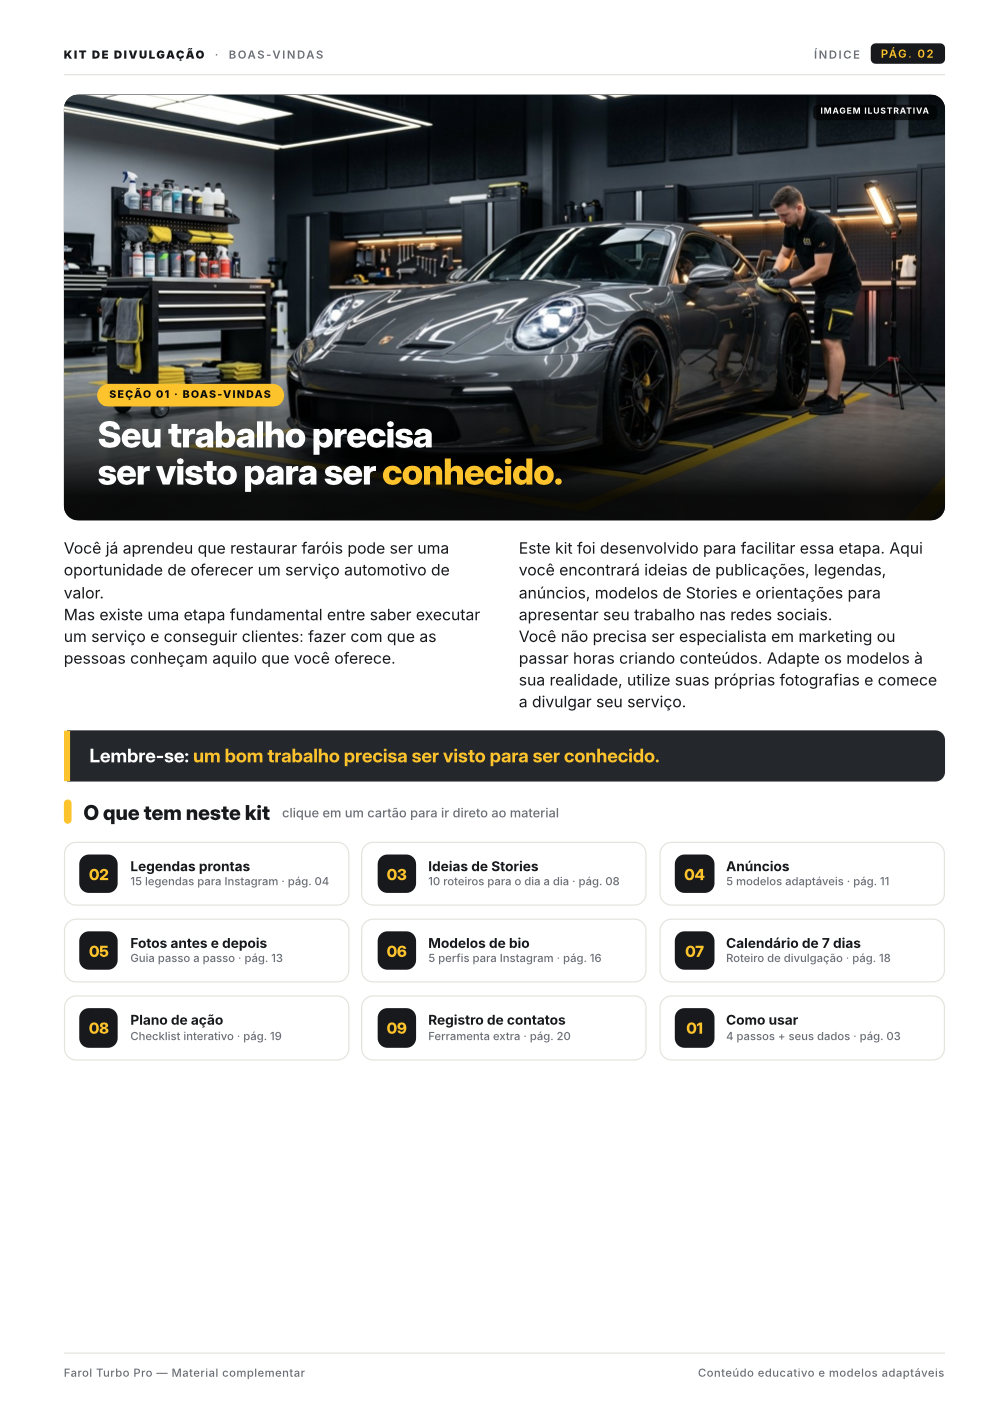 KIT DE DIVULGAÇÃO · BOAS-VINDAS
ÍNDICE PÁG. 02
IMAGEM ILUSTRATIVA
SEÇÃO 01 · BOAS-VINDAS
Seu trabalho precisa
ser visto para ser conhecido.
Você já aprendeu que restaurar faróis pode ser uma
oportunidade de oferecer um serviço automotivo de
valor.
Mas existe uma etapa fundamental entre saber executar
um serviço e conseguir clientes: fazer com que as
pessoas conheçam aquilo que você oferece.
Este kit foi desenvolvido para facilitar essa etapa. Aqui
você encontrará ideias de publicações, legendas,
anúncios, modelos de Stories e orientações para
apresentar seu trabalho nas redes sociais.
Você não precisa ser especialista em marketing ou
passar horas criando conteúdos. Adapte os modelos à
sua realidade, utilize suas próprias fotografias e comece
a divulgar seu serviço.
Lembre-se: um bom trabalho precisa ser visto para ser conhecido.
O que tem neste kit clique em um cartão para ir direto ao material
02 Legendas prontas
15 legendas para Instagram · pág. 04
03 Ideias de Stories
10 roteiros para o dia a dia · pág. 08
04 Anúncios
5 modelos adaptáveis · pág. 11
05 Fotos antes e depois
Guia passo a passo · pág. 13
06 Modelos de bio
5 perfis para Instagram · pág. 16
07 Calendário de 7 dias
Roteiro de divulgação · pág. 18
08 Plano de ação
Checklist interativo · pág. 19
09 Registro de contatos
Ferramenta extra · pág. 20
01 Como usar
4 passos + seus dados · pág. 03
Farol Turbo Pro — Material complementar
Conteúdo educativo e modelos adaptáveis